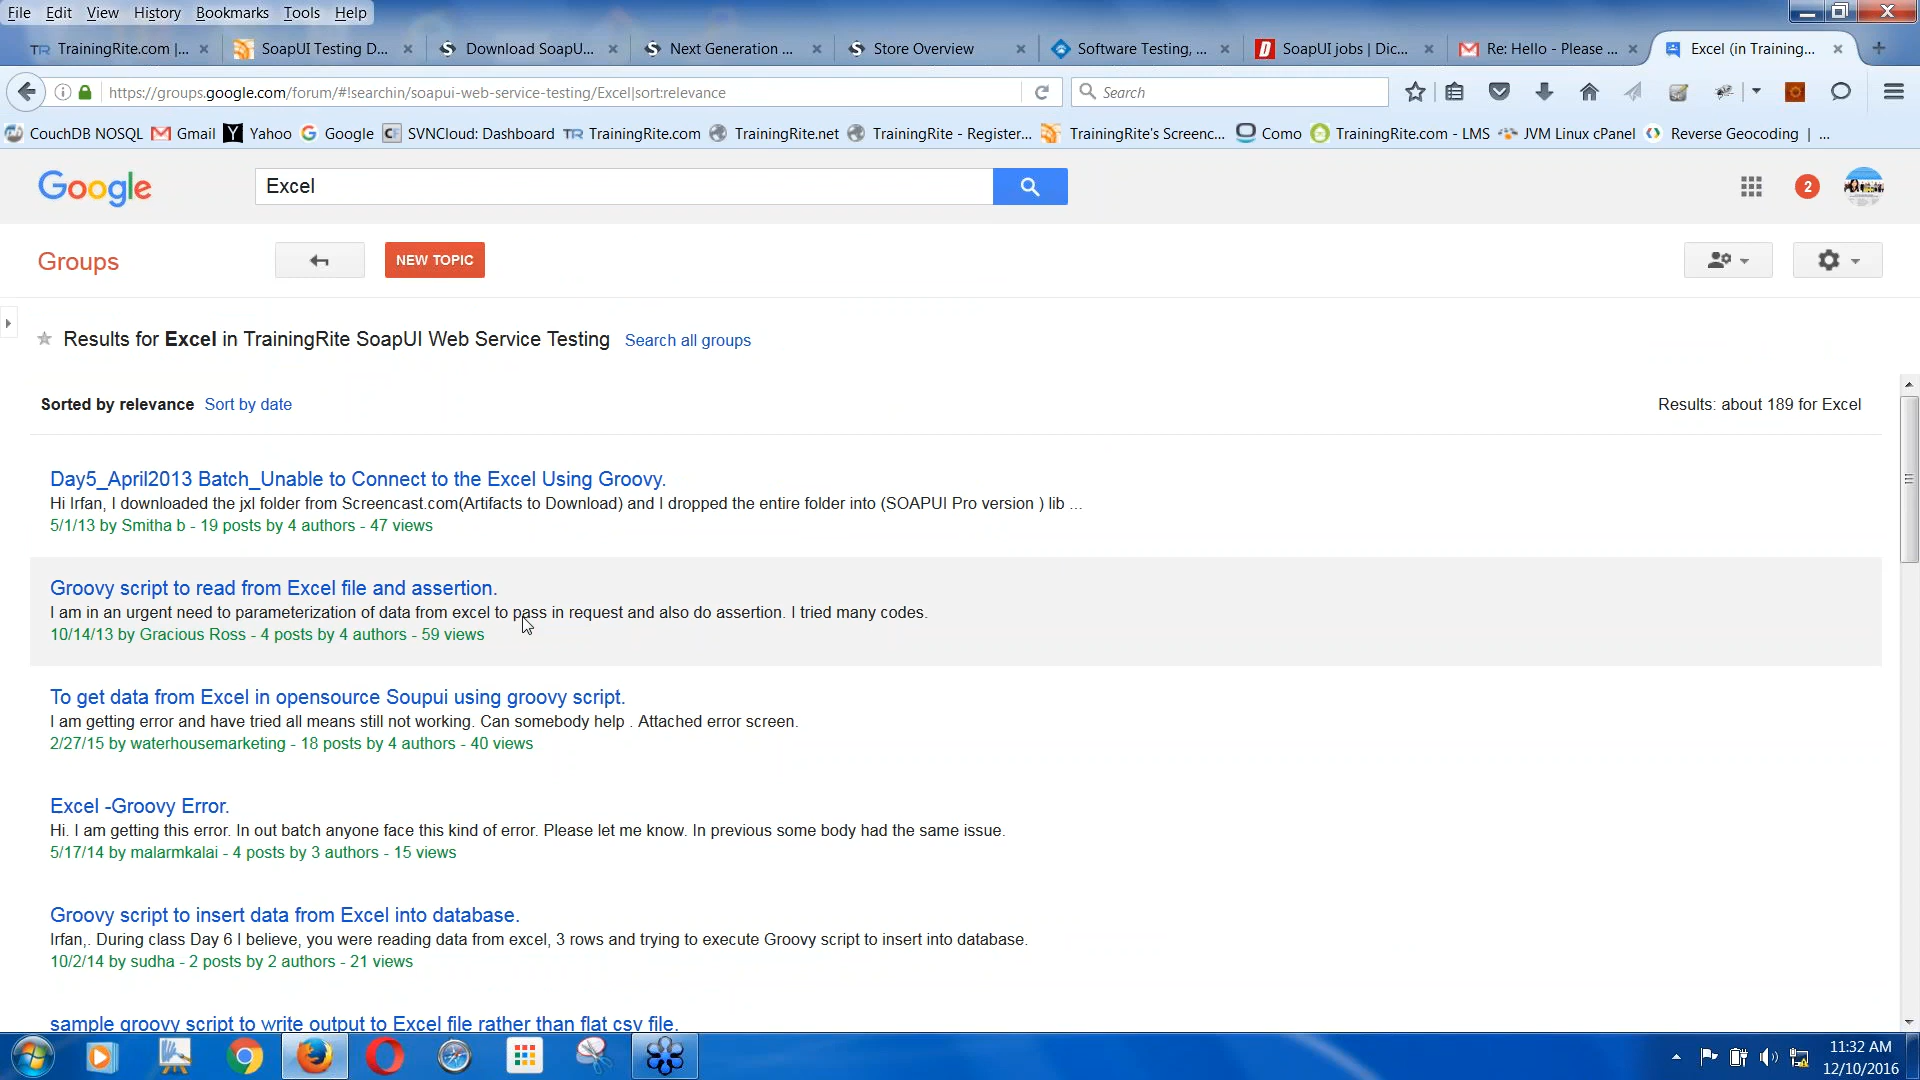 File Edit View History Bookmarks Tools Help
TrainingRite.com |... SoapUI Testing D... Download SoapU... Next Generation ... Store Overview Software Testing, ... SoapUI jobs | Dic... Re: Hello - Please ... Excel (in Training...
https://groups.google.com/forum/#!searchin/soapui-web-service-testing/Excel|sort:relevance Search
CouchDB NOSQL Gmail Yahoo Google SVNCloud: Dashboard TrainingRite.com TrainingRite.net TrainingRite - Register... TrainingRite's Screenc... Como TrainingRite.com - LMS JVM Linux cPanel Reverse Geocoding | ...
Google Excel 2
Groups NEW TOPIC
Results for Excel in TrainingRite SoapUI Web Service Testing Search all groups
Sorted by relevance Sort by date Results: about 189 for Excel
Day5_April2013 Batch_Unable to Connect to the Excel Using Groovy.
Hi Irfan, I downloaded the jxl folder from Screencast.com(Artifacts to Download) and I dropped the entire folder into (SOAPUI Pro version ) lib ...
5/1/13 by Smitha b - 19 posts by 4 authors - 47 views
Groovy script to read from Excel file and assertion.
I am in an urgent need to parameterization of data from excel to pass in request and also do assertion. I tried many codes.
10/14/13 by Gracious Ross - 4 posts by 4 authors - 59 views
To get data from Excel in opensource Soupui using groovy script.
I am getting error and have tried all means still not working. Can somebody help . Attached error screen.
2/27/15 by waterhousemarketing - 18 posts by 4 authors - 40 views
Excel -Groovy Error.
Hi. I am getting this error. In out batch anyone face this kind of error. Please let me know. In previous some body had the same issue.
5/17/14 by malarmkalai - 4 posts by 3 authors - 15 views
Groovy script to insert data from Excel into database.
Irfan,. During class Day 6 I believe, you were reading data from excel, 3 rows and trying to execute Groovy script to insert into database.
10/2/14 by sudha - 2 posts by 2 authors - 21 views
sample groovy script to write output to Excel file rather than flat csv file.
11:32 AM
12/10/2016